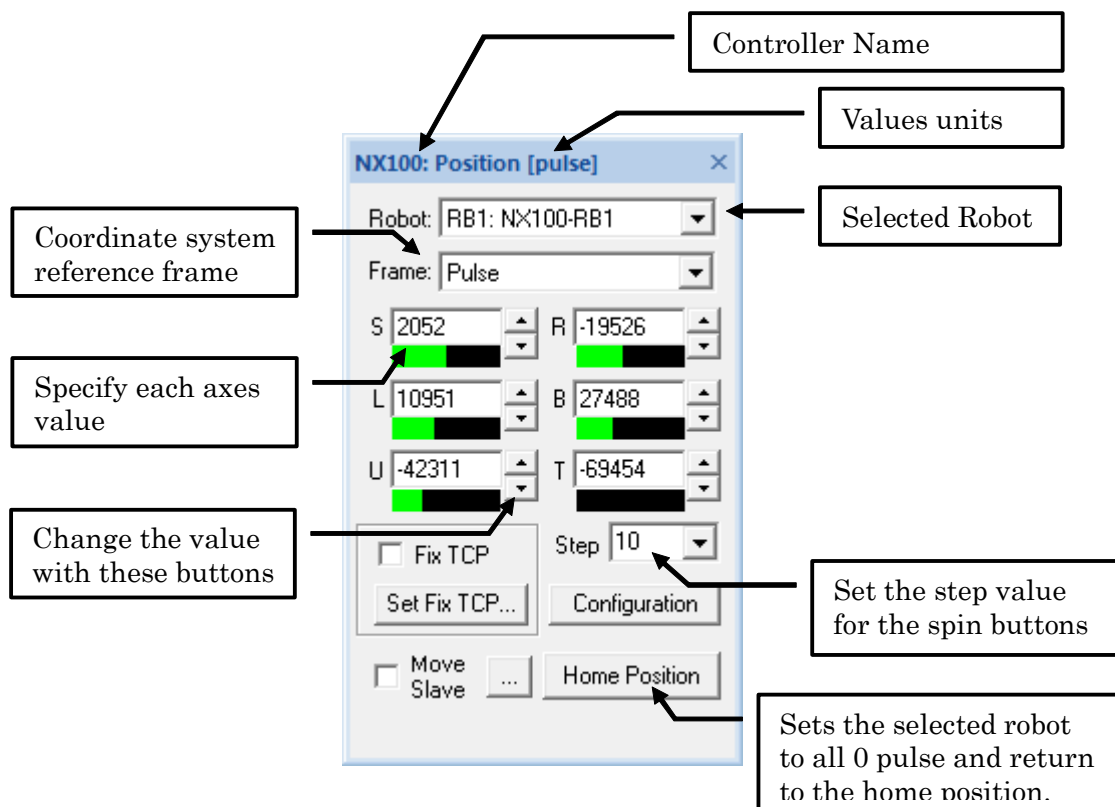 Controller Name
Values units
NX100: Position [pulse]
Robot: RB1: NX100-RB1
Selected Robot
Coordinate system
reference frame
Frame: Pulse
S 2052
R -19526
Specify each axes
value
L 10951
B 27488
U -42311
T -69454
Change the value
with these buttons
Fix TCP
Step 10
Set Fix TCP...
Configuration
Set the step value
for the spin buttons
Move
Slave
...
Home Position
Sets the selected robot
to all 0 pulse and return
to the home position.